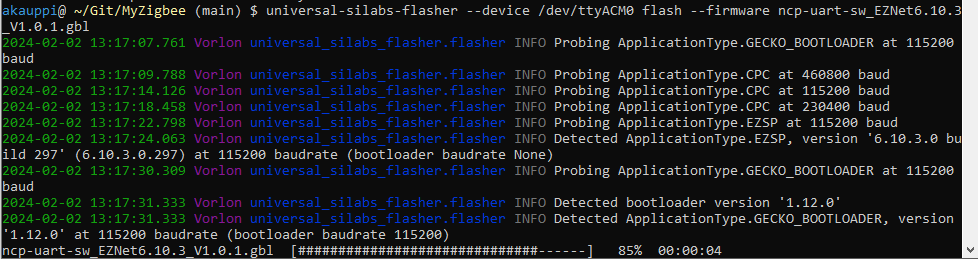 akauppi@ ~/Git/MyZigbee (main) $ universal-silabs-flasher --device /dev/ttyACM0 flash --firmware ncp-uart-sw_EZNet6.10.3
_V1.0.1.gbl
2024-02-02 13:17:07.761 Vorlon universal_silabs_flasher.flasher INFO Probing ApplicationType.GECKO_BOOTLOADER at 115200
baud
2024-02-02 13:17:09.788 Vorlon universal_silabs_flasher.flasher INFO Probing ApplicationType.CPC at 460800 baud
2024-02-02 13:17:14.126 Vorlon universal_silabs_flasher.flasher INFO Probing ApplicationType.CPC at 115200 baud
2024-02-02 13:17:18.458 Vorlon universal_silabs_flasher.flasher INFO Probing ApplicationType.CPC at 230400 baud
2024-02-02 13:17:22.798 Vorlon universal_silabs_flasher.flasher INFO Probing ApplicationType.EZSP at 115200 baud
2024-02-02 13:17:24.063 Vorlon universal_silabs_flasher.flasher INFO Detected ApplicationType.EZSP, version '6.10.3.0 bu
ild 297' (6.10.3.0.297) at 115200 baudrate (bootloader baudrate None)
2024-02-02 13:17:30.309 Vorlon universal_silabs_flasher.flasher INFO Probing ApplicationType.GECKO_BOOTLOADER at 115200
baud
2024-02-02 13:17:31.333 Vorlon universal_silabs_flasher.flasher INFO Detected bootloader version '1.12.0'
2024-02-02 13:17:31.333 Vorlon universal_silabs_flasher.flasher INFO Detected ApplicationType.GECKO_BOOTLOADER, version
'1.12.0' at 115200 baudrate (bootloader baudrate 115200)
ncp-uart-sw_EZNet6.10.3_V1.0.1.gbl  [##############################------]   85%  00:00:04